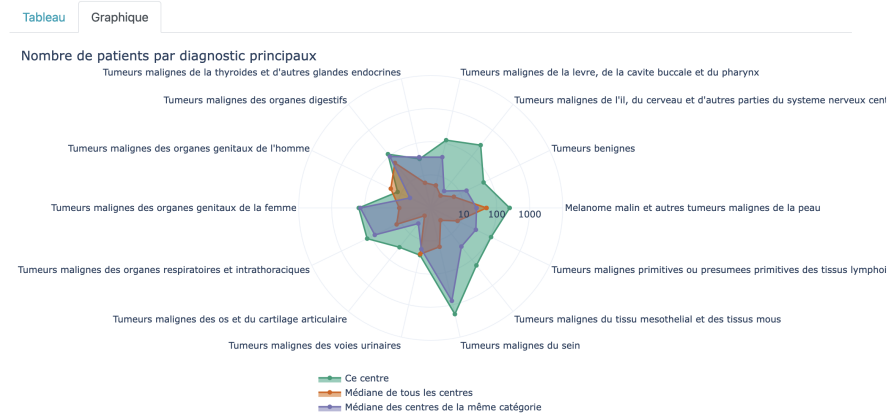 Tableau
Graphique
Nombre de patients par diagnostic principaux
Tumeurs malignes de la thyroides et d'autres glandes endocrines
Tumeurs malignes de la levre, de la cavite buccale et du pharynx
Tumeurs malignes des organes digestifs
Tumeurs malignes de l'il, du cerveau et d'autres parties du systeme nerveux cent
Tumeurs malignes des organes genitaux de l'homme
Tumeurs benignes
Tumeurs malignes des organes genitaux de la femme
10 100 1000
Melanome malin et autres tumeurs malignes de la peau
Tumeurs malignes des organes respiratoires et intrathoraciques
Tumeurs malignes primitives ou presumees primitives des tissus lymphoi
Tumeurs malignes des os et du cartilage articulaire
Tumeurs malignes du tissu mesothelial et des tissus mous
Tumeurs malignes des voies urinaires
Tumeurs malignes du sein
Ce centre
Médiane de tous les centres
Médiane des centres de la même catégorie